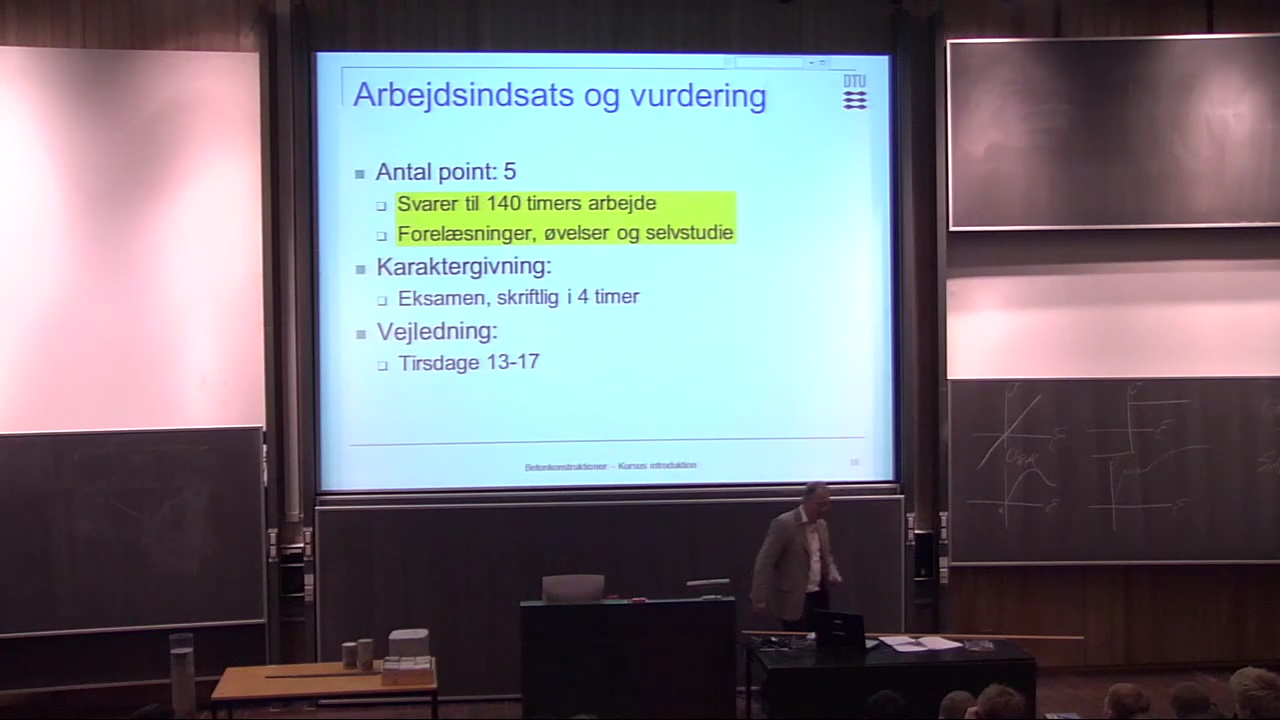 Arbejdsindsats og vurdering
DTU
Antal point: 5
Svarer til 140 timers arbejde
Forelæsninger, øvelser og selvstudie
Karaktergivning:
Eksamen, skriftlig i 4 timer
Vejledning:
Tirsdage 13-17
Betonkonstruktioner - Kursus introduktion
σ
ε
ε
ε
ε